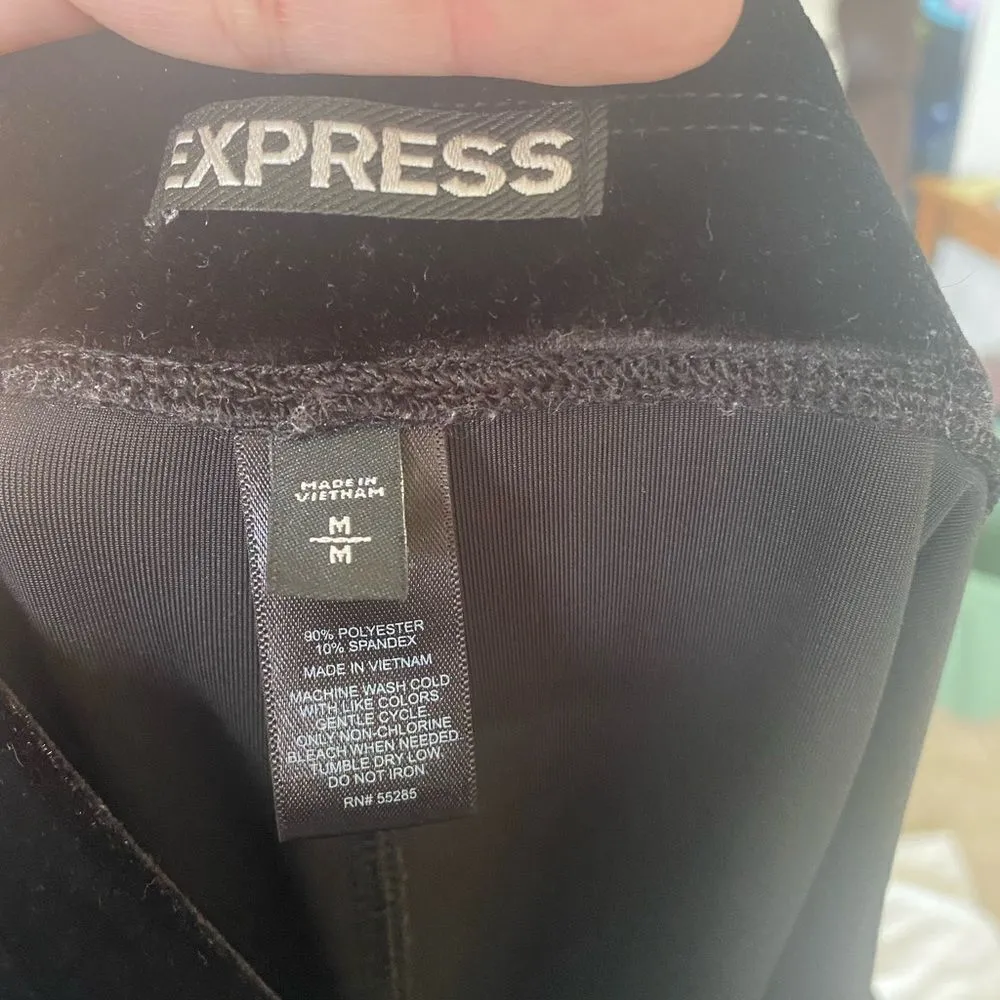 EXPRESS
MADE IN
VIETNAM
M
M
90% POLYESTER
10% SPANDEX
MADE IN VIETNAM
MACHINE WASH COLD
WITH LIKE COLORS
GENTLE CYCLE
ONLY NON-CHLORINE
BLEACH WHEN NEEDED
TUMBLE DRY LOW
DO NOT IRON
RN# 55285